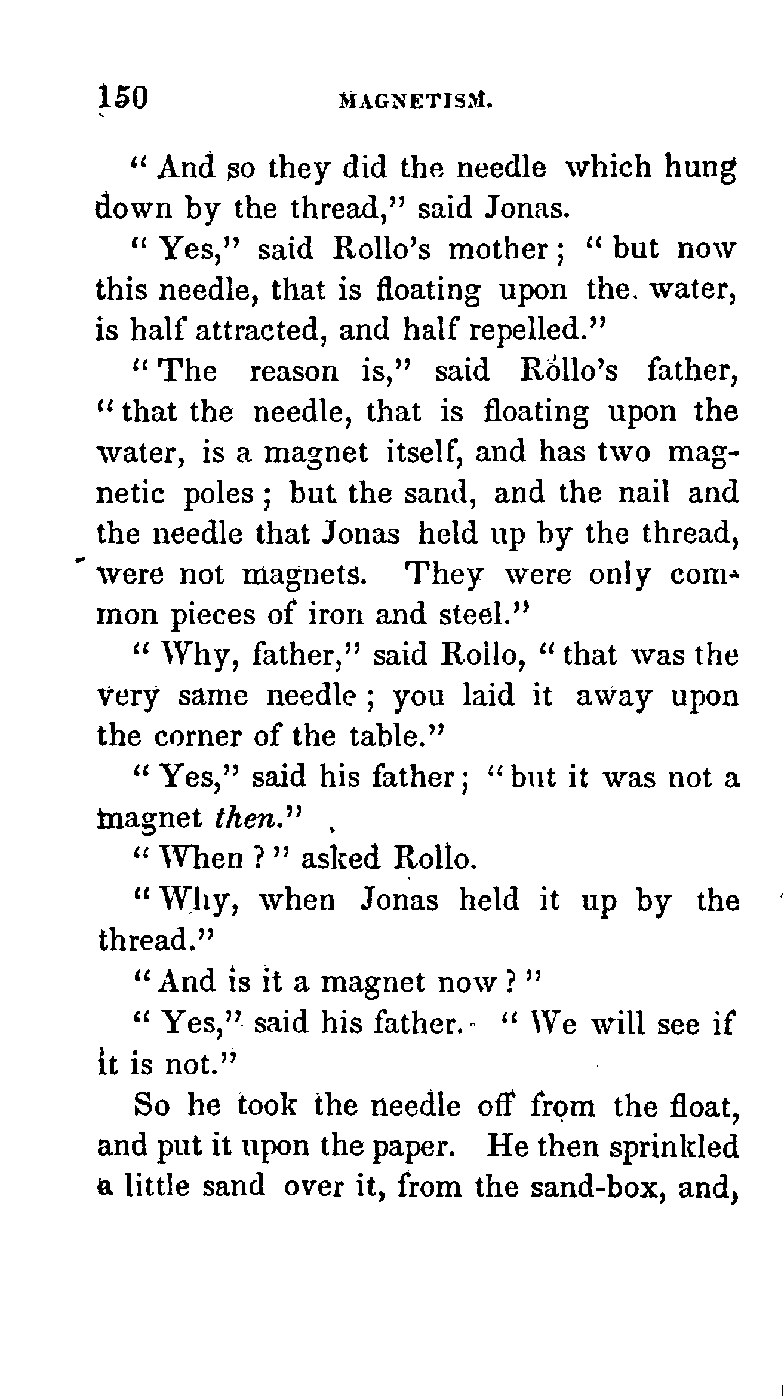 150 MAGNETISM.
“ And so they did the needle which hung
down by the thread,” said Jonas.
“ Yes,” said Rollo’s mother ; “ but now
this needle, that is floating upon the. water,
is half attracted, and half repelled.”
“ The reason is,” said Rollo’s father,
“ that the needle, that is floating upon the
water, is a magnet itself, and has two mag-
netic poles ; but the sand, and the nail and
the needle that Jonas held up by the thread,
were not magnets. They were only com-
mon pieces of iron and steel.”
“ Why, father,” said Rollo, “ that was the
very same needle ; you laid it away upon
the corner of the table.”
“ Yes,” said his father ; “ but it was not a
magnet then.”
“ When ? ” asked Rollo.
“ Why, when Jonas held it up by the
thread.”
“ And is it a magnet now ? ”
“ Yes,” said his father. “ We will see if
it is not.”
So he took the needle off from the float,
and put it upon the paper. He then sprinkled
a little sand over it, from the sand-box, and,